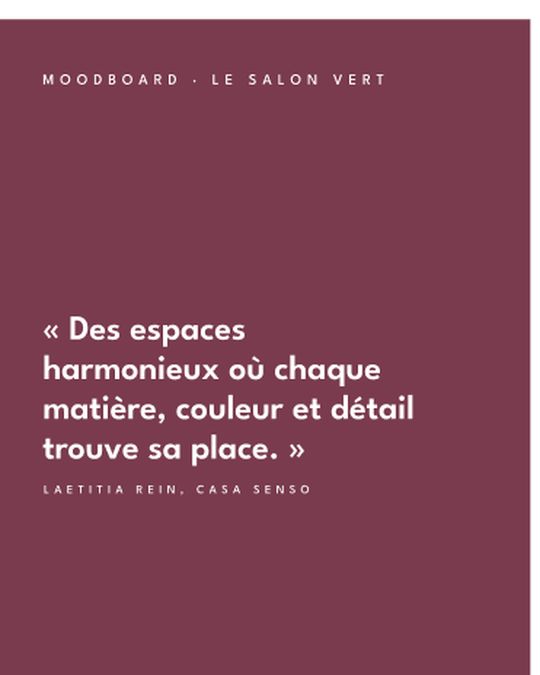 MOODBOARD · LE SALON VERT
« Des espaces
harmonieux où chaque
matière, couleur et détail
trouve sa place. »
LAETITIA REIN, CASA SENSO